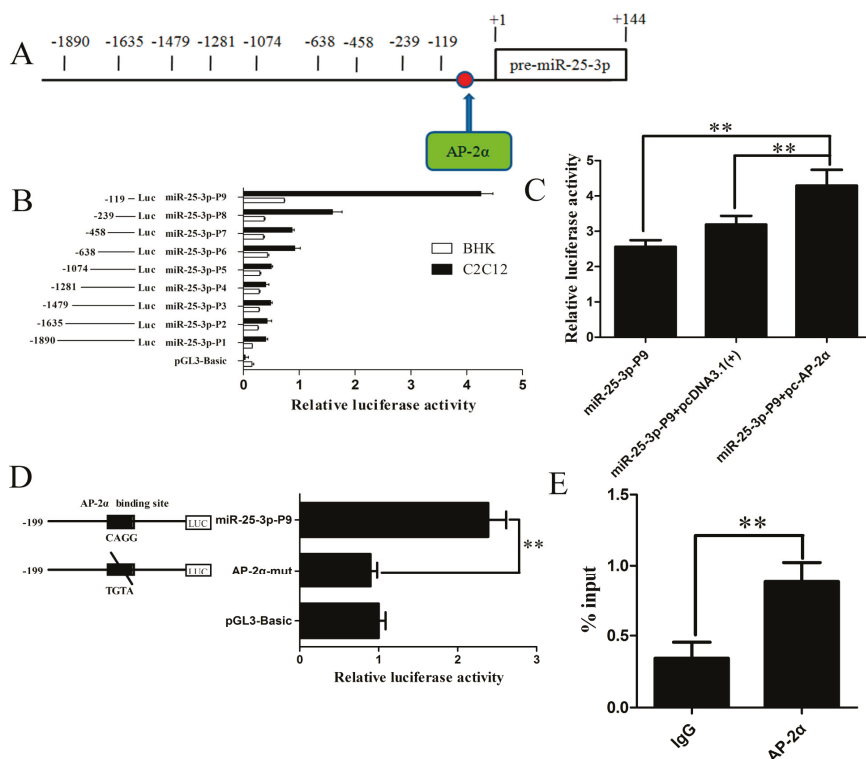 +1 +144
-1890 -1635 -1479 -1281 -1074 -638 -458 -239 -119
A
pre-miR-25-3p
AP-2α
B
-119 Luc miR-25-3p-P9
-239 Luc miR-25-3p-P8
-458 Luc miR-25-3p-P7
-638 Luc miR-25-3p-P6
-1074 Luc miR-25-3p-P5
-1281 Luc miR-25-3p-P4
-1479 Luc miR-25-3p-P3
-1635 Luc miR-25-3p-P2
-1890 Luc miR-25-3p-P1
pGL3-Basic
BHK
C2C12
0 1 2 3 4 5
Relative luciferase activity
C
** 
**
Relative luciferase activity
5
4
3
2
1
0
miR-25-3p-P9
miR-25-3p-P9+pcDNA3.1(+)
miR-25-3p-P9+pc-AP-2α
D
AP-2α binding site
-199 LUC miR-25-3p-P9
CAGG
-199 LUC AP-2α-mut
TGTA
pGL3-Basic
**
0 1 2 3
Relative luciferase activity
E
**
% input
1.5
1.0
0.5
0.0
IgG
AP-2α